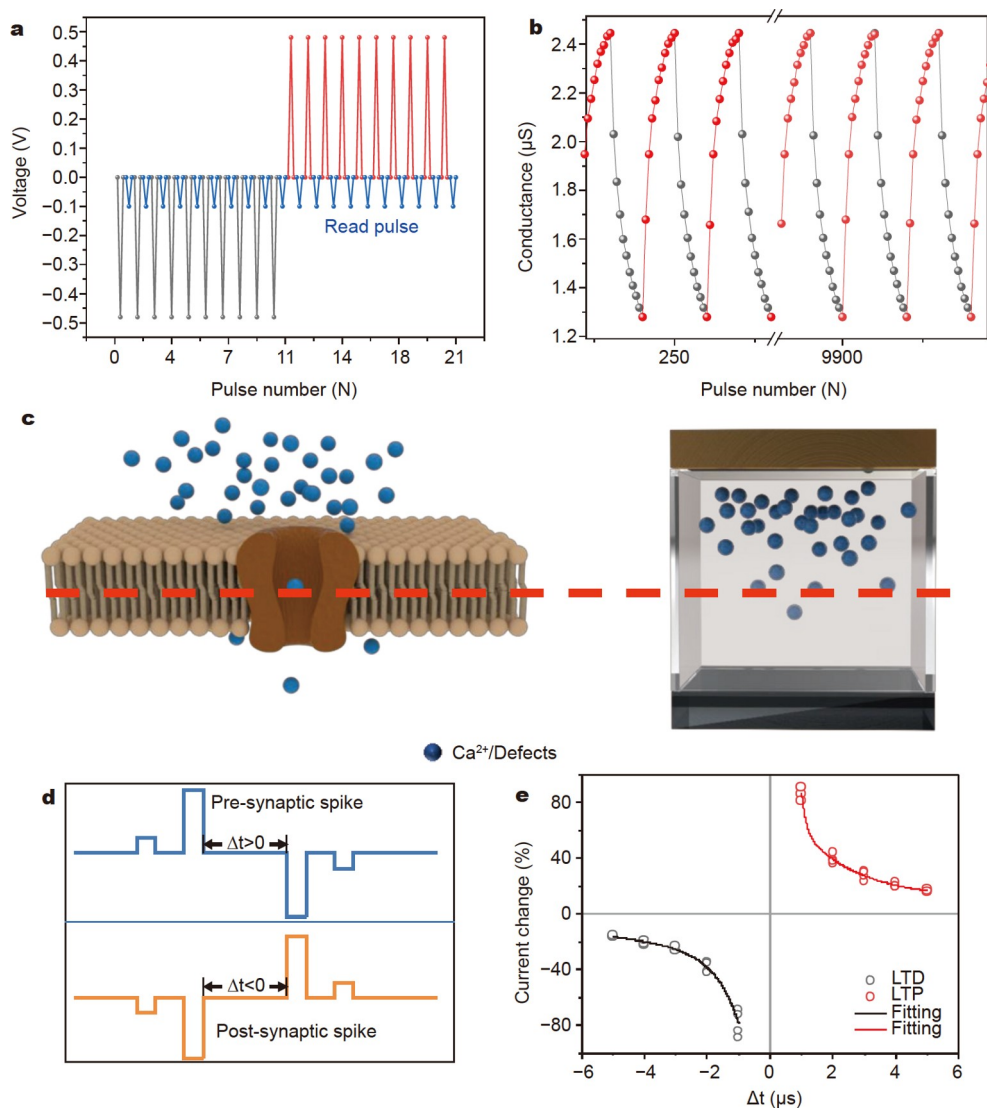 a
0.5
0.4
0.3
0.2
0.1
0.0
−0.1
−0.2
−0.3
−0.4
−0.5
Voltage (V)
Read pulse
0 4 7 11 14 18 21
Pulse number (N)
b
2.4
2.2
2.0
1.8
1.6
1.4
1.2
Conductance (µS)
250 9900
Pulse number (N)
c
Ca²⁺/Defects
d
Pre-synaptic spike
Δt>0
Δt<0
Post-synaptic spike
e
80
40
0
−40
−80
Current change (%)
LTD
LTP
Fitting
Fitting
−6 −4 −2 0 2 4 6
Δt (µs)